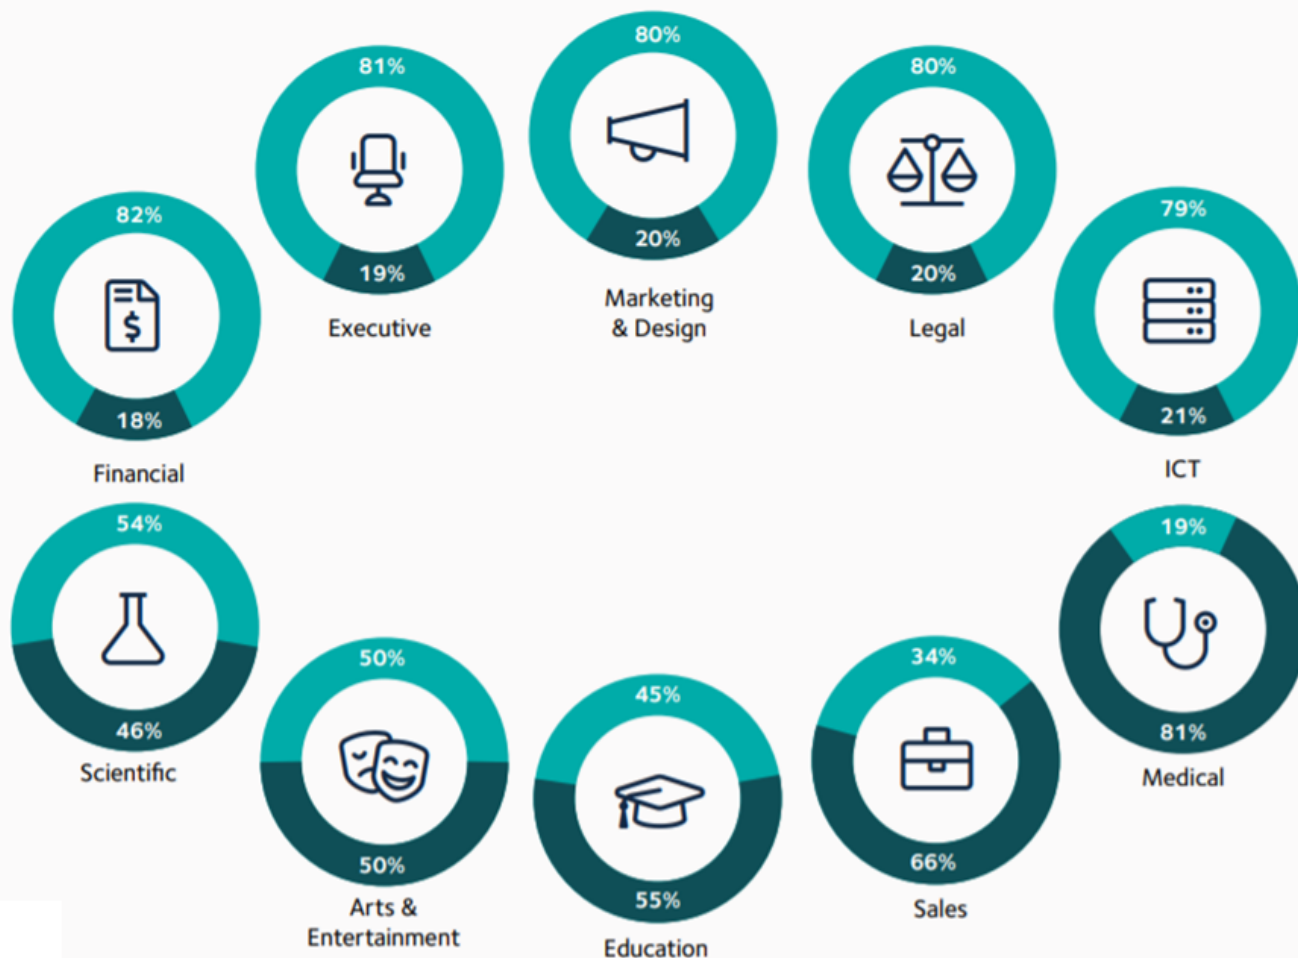 80%
20%
Marketing
& Design
81%
19%
Executive
80%
20%
Legal
82%
$
18%
Financial
79%
21%
ICT
54%
46%
Scientific
50%
50%
Arts &
Entertainment
45%
55%
Education
34%
66%
Sales
19%
81%
Medical